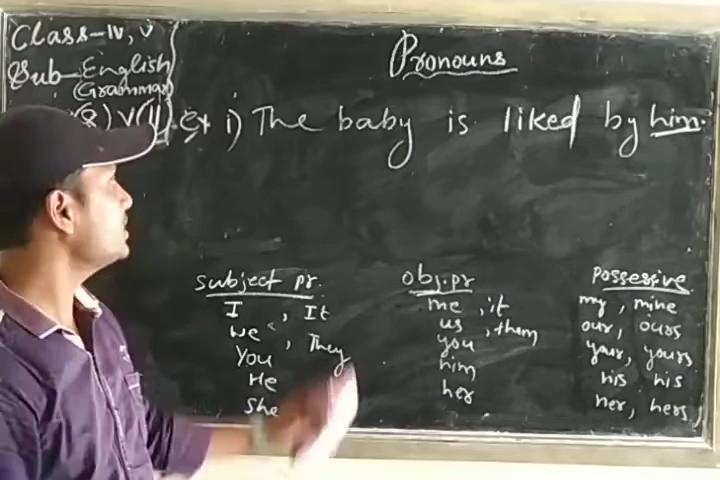 Class-IV, V
Sub-English
(Grammar)
Pronouns
ex i) The baby is liked by him.
subject pr.
I, It
We, They
You
He
She
obj.pr
me, it
us, them
you
him
her
Possessive
my, mine
our, ours
your, yours
his his
her, hers